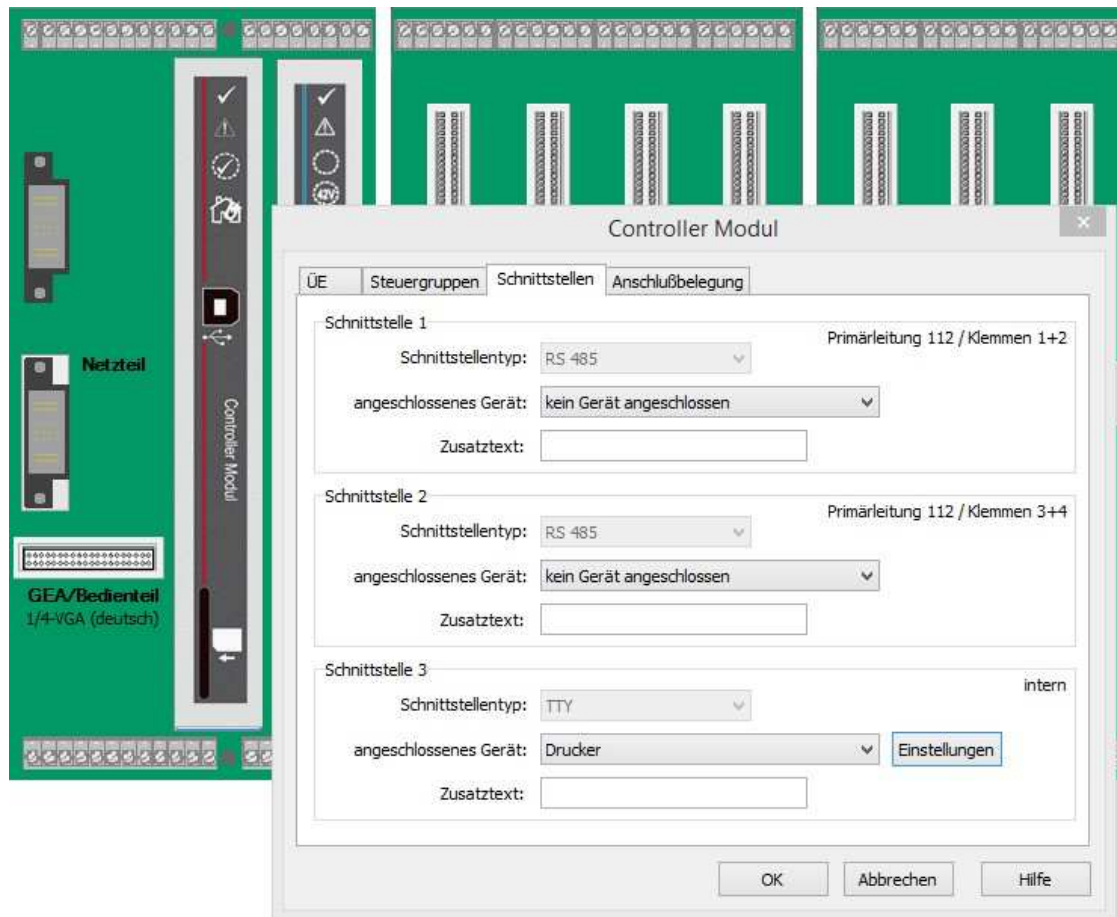 42V
Netzteil
Controller Modul
GEA/Bedienteil
1/4-VGA (deutsch)
Controller Modul
ÜE
Steuergruppen
Schnittstellen
Anschlußbelegung
Schnittstelle 1
Primärleitung 112 / Klemmen 1+2
Schnittstellentyp: RS 485
angeschlossenes Gerät: kein Gerät angeschlossen
Zusatztext:
Schnittstelle 2
Primärleitung 112 / Klemmen 3+4
Schnittstellentyp: RS 485
angeschlossenes Gerät: kein Gerät angeschlossen
Zusatztext:
Schnittstelle 3
intern
Schnittstellentyp: TTY
angeschlossenes Gerät: Drucker Einstellungen
Zusatztext:
OK Abbrechen Hilfe